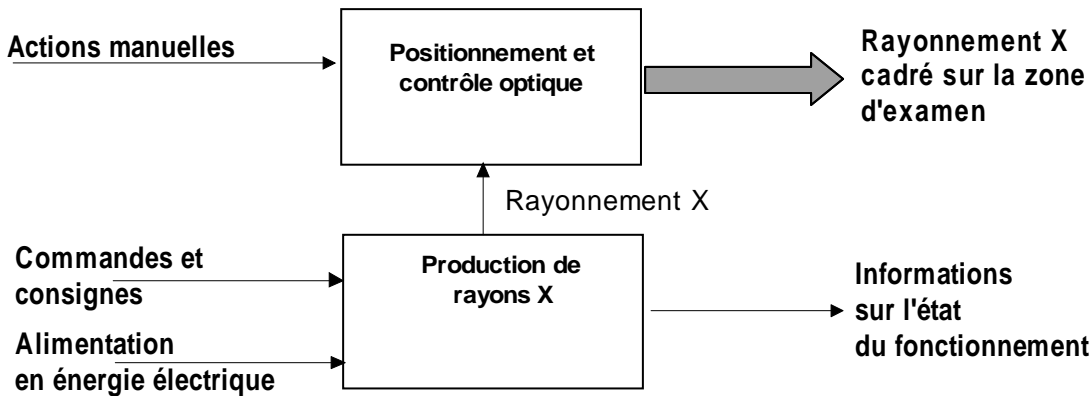 Actions manuelles
Positionnement et
contrôle optique
Rayonnement X
cadré sur la zone
d'examen
Rayonnement X
Commandes et
consignes
Production de
rayons X
Informations
sur l'état
du fonctionnement
Alimentation
en énergie électrique